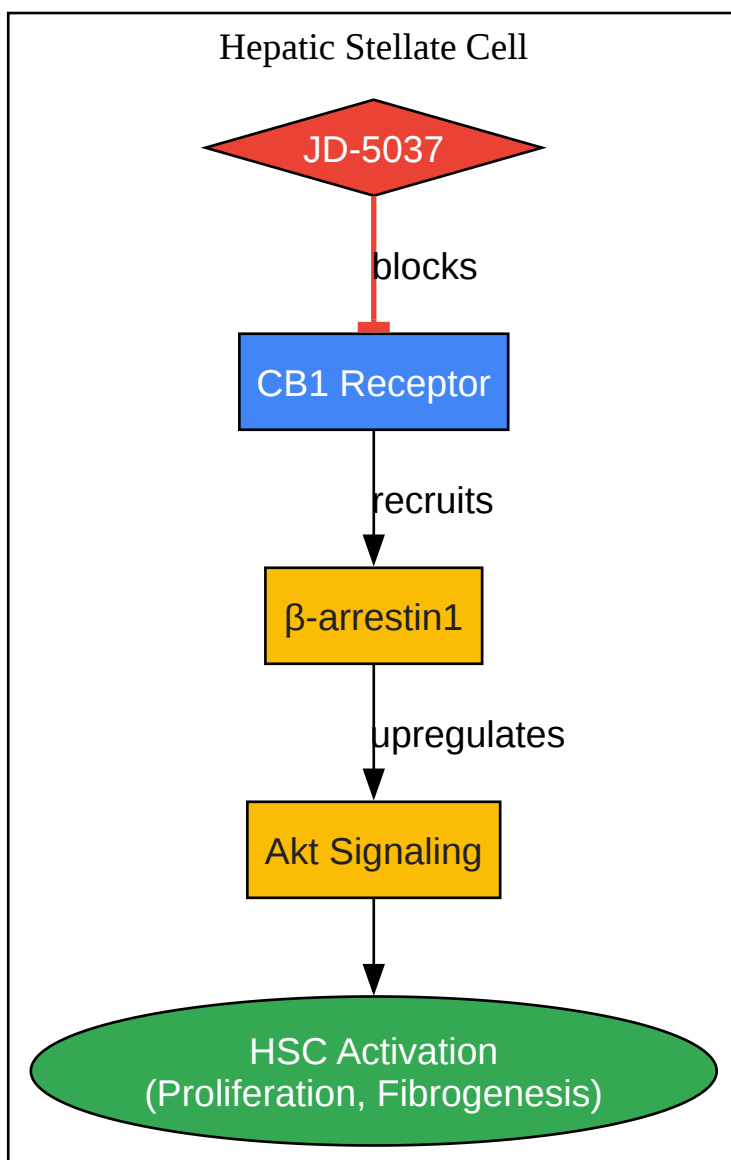 Hepatic Stellate Cell
JD-5037
blocks
CB1 Receptor
recruits
β-arrestin1
upregulates
Akt Signaling
HSC Activation
(Proliferation, Fibrogenesis)